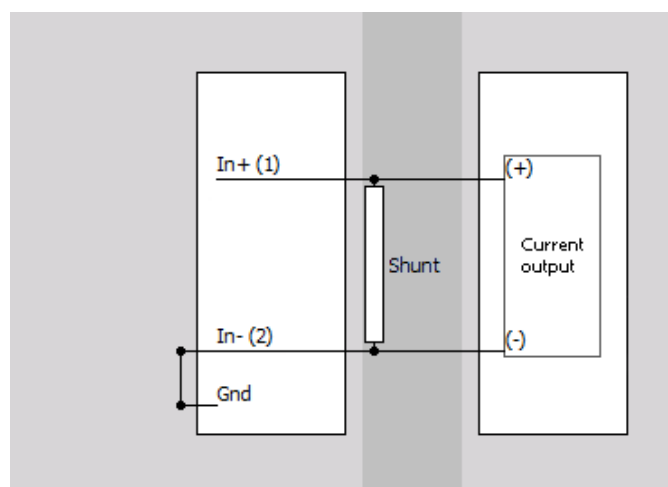 In+ (1)
(+)
Shunt
Current
output
In- (2)
(-)
Gnd